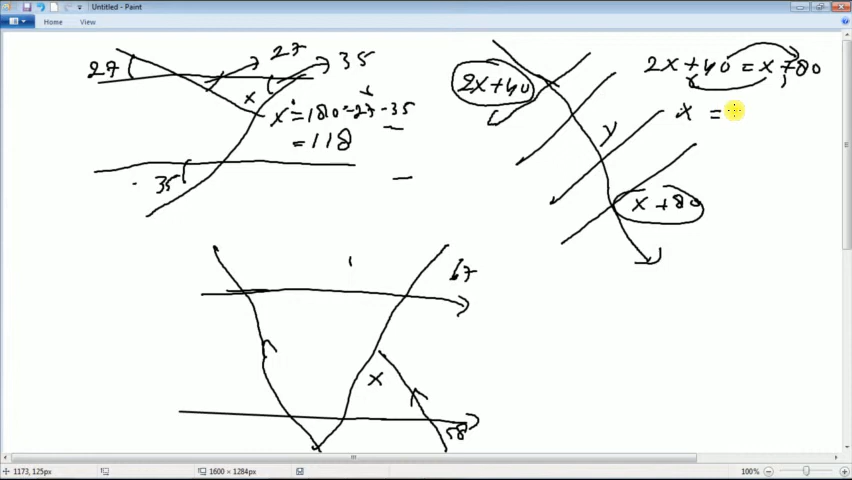 Untitled - Paint
Home View
27
27
35
x
x = 180 - 27 - 35
= 118
35
2x+40
2x+40 = x+80
x =
y
x+80
67
x
58
1173, 125px
1600 × 1284px
100%